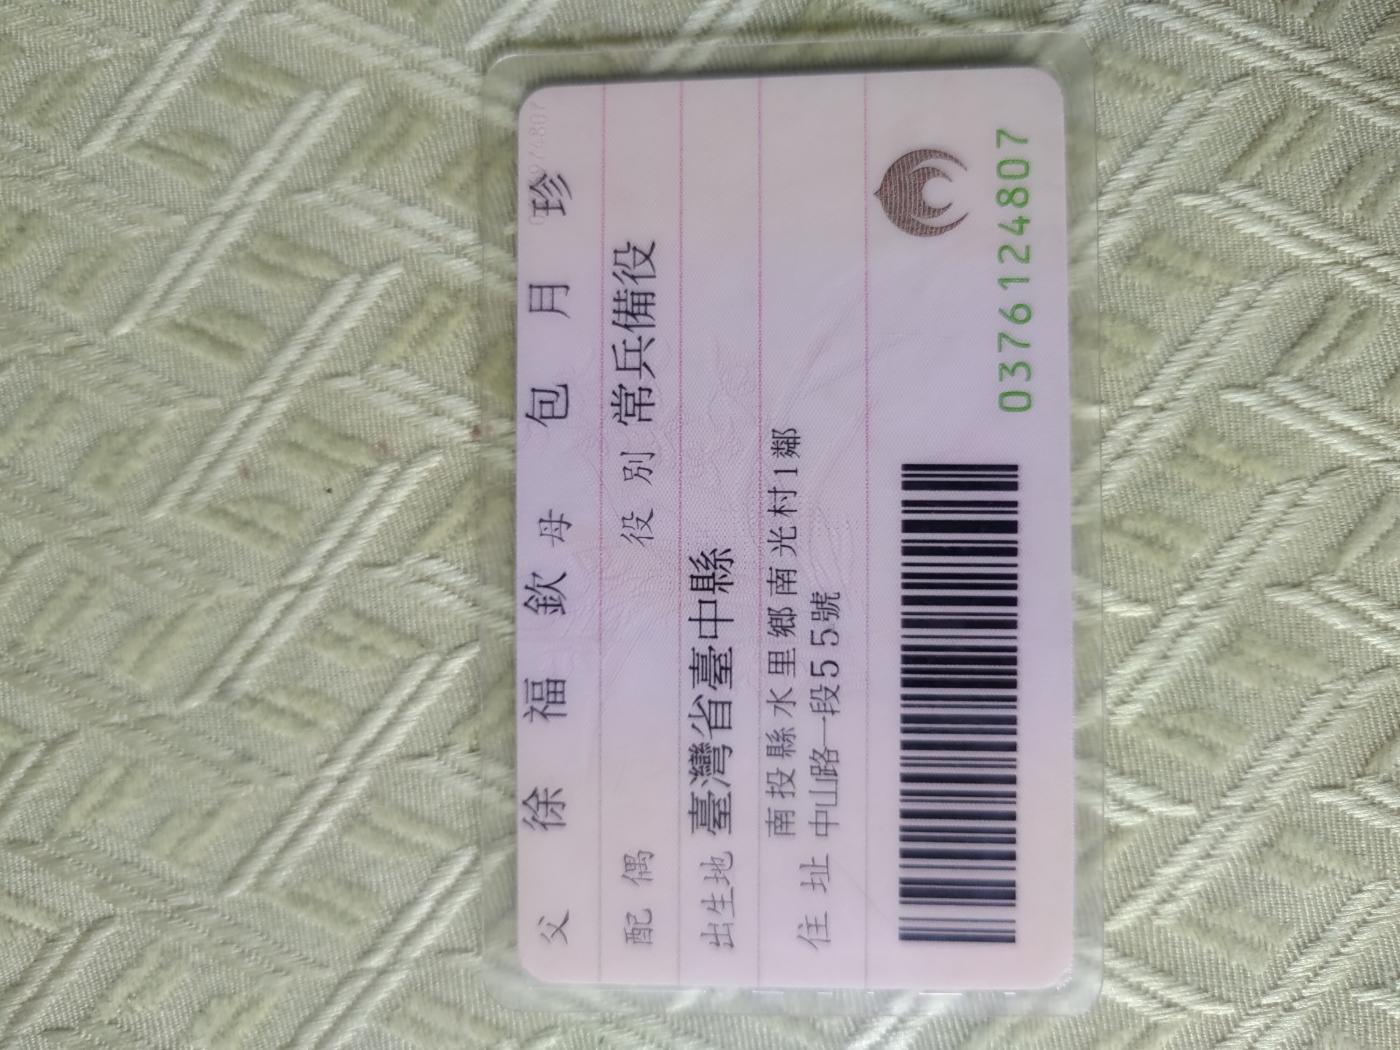 父 徐福欽 母 包月珍
配偶 役別 常兵備役
出生地 臺灣省臺中縣
住址 南投縣水里鄉南光村1鄰
中山路一段55號
0376124807